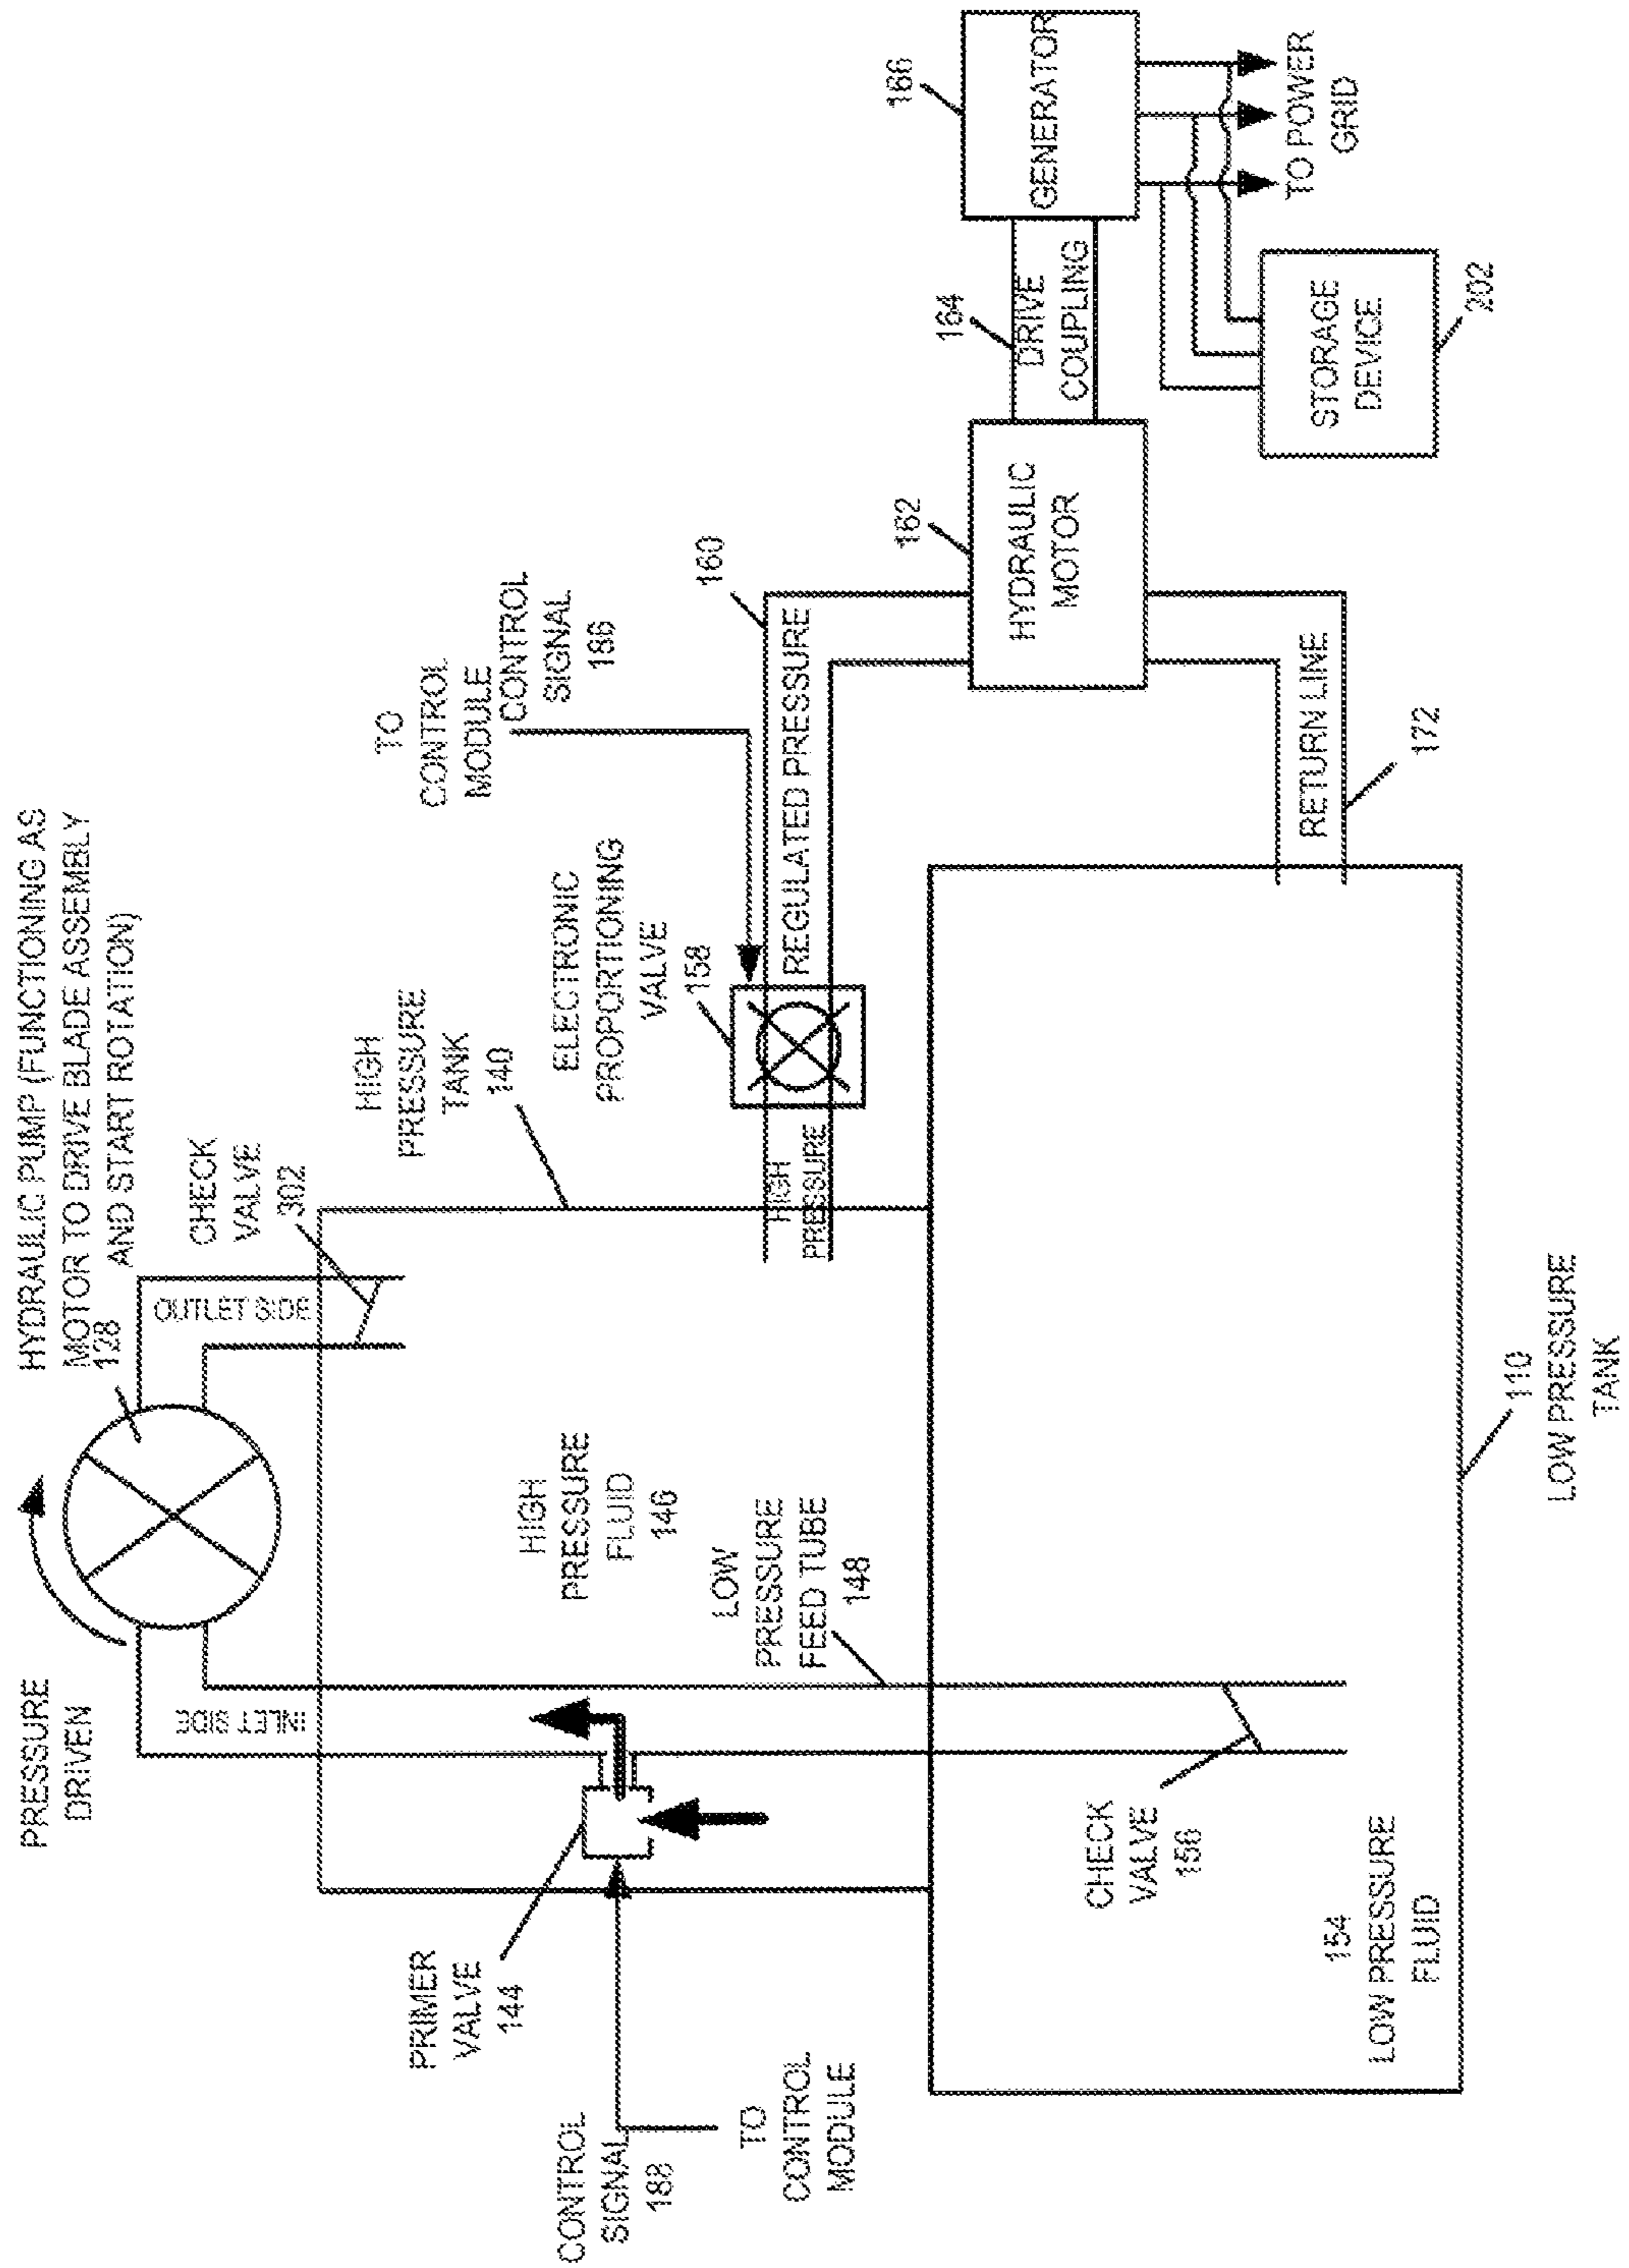 HYDRAULIC PUMP (FUNCTIONING AS
MOTOR TO DRIVE BLADE ASSEMBLY
AND START ROTATION)
128
PRESSURE
DRIVEN
INLET SIDE
OUTLET SIDE
CHECK
VALVE
302
HIGH
PRESSURE
TANK
140
TO
CONTROL
MODULE
CONTROL
SIGNAL
186
ELECTRONIC
PROPORTIONING
VALVE
158
PRIMER
VALVE
144
HIGH
PRESSURE
FLUID
146
LOW
PRESSURE
FEED TUBE
148
CONTROL
SIGNAL
188
TO
CONTROL
MODULE
HIGH
PRESSURE
REGULATED PRESSURE
160
162
HYDRAULIC
MOTOR
164
DRIVE
COUPLING
166
GENERATOR
TO POWER
GRID
STORAGE
DEVICE
202
RETURN LINE
172
CHECK
VALVE
156
154
LOW PRESSURE
FLUID
110
LOW PRESSURE
TANK